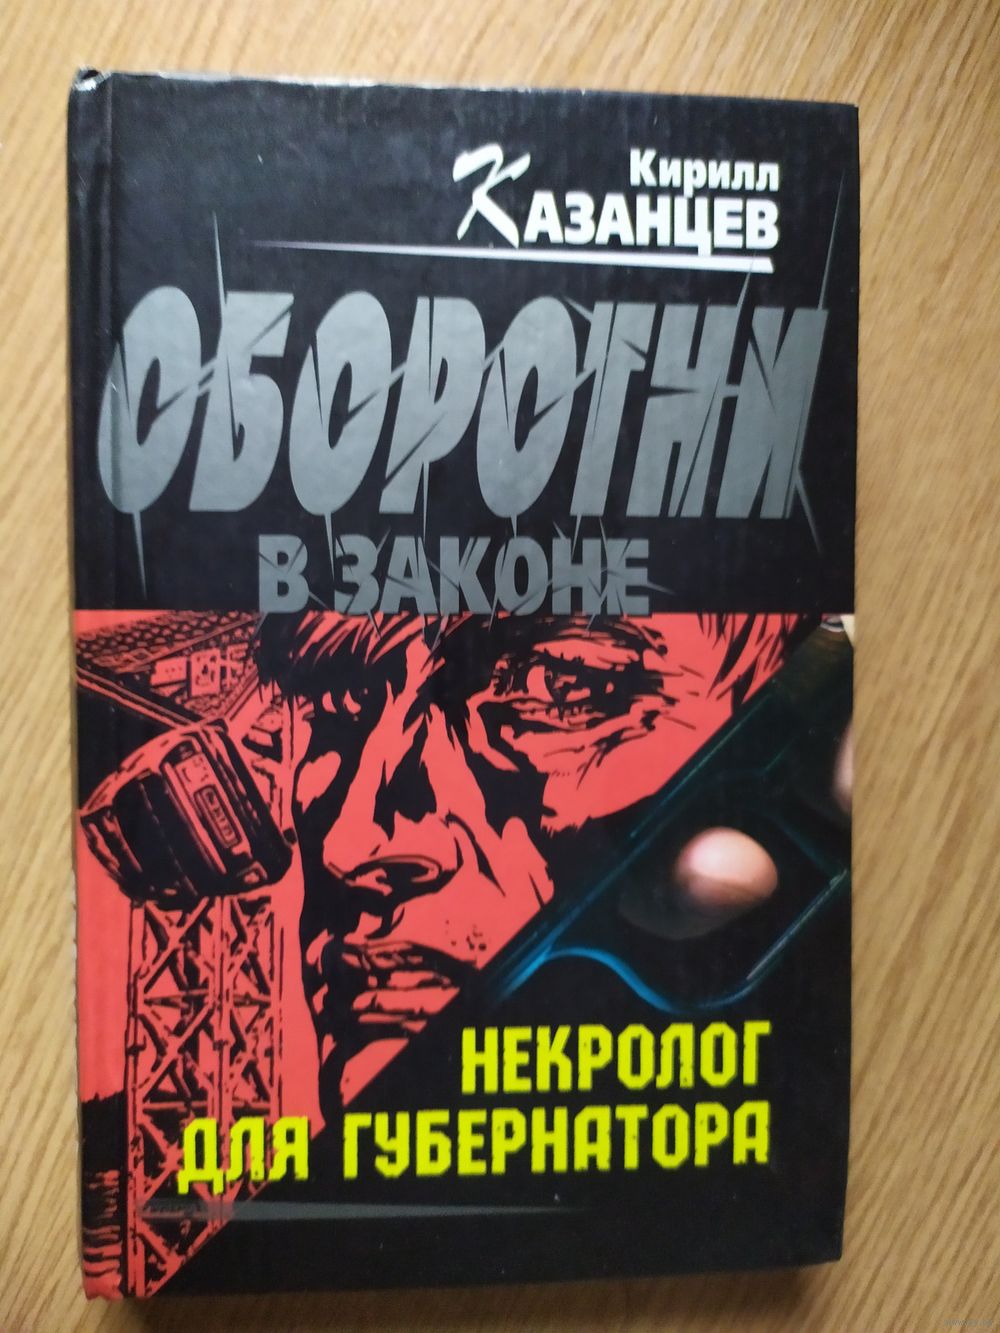 Кирилл
КАЗАНЦЕВ
ОБОРОТНИ
В ЗАКОНЕ
НЕКРОЛОГ
ДЛЯ ГУБЕРНАТОРА